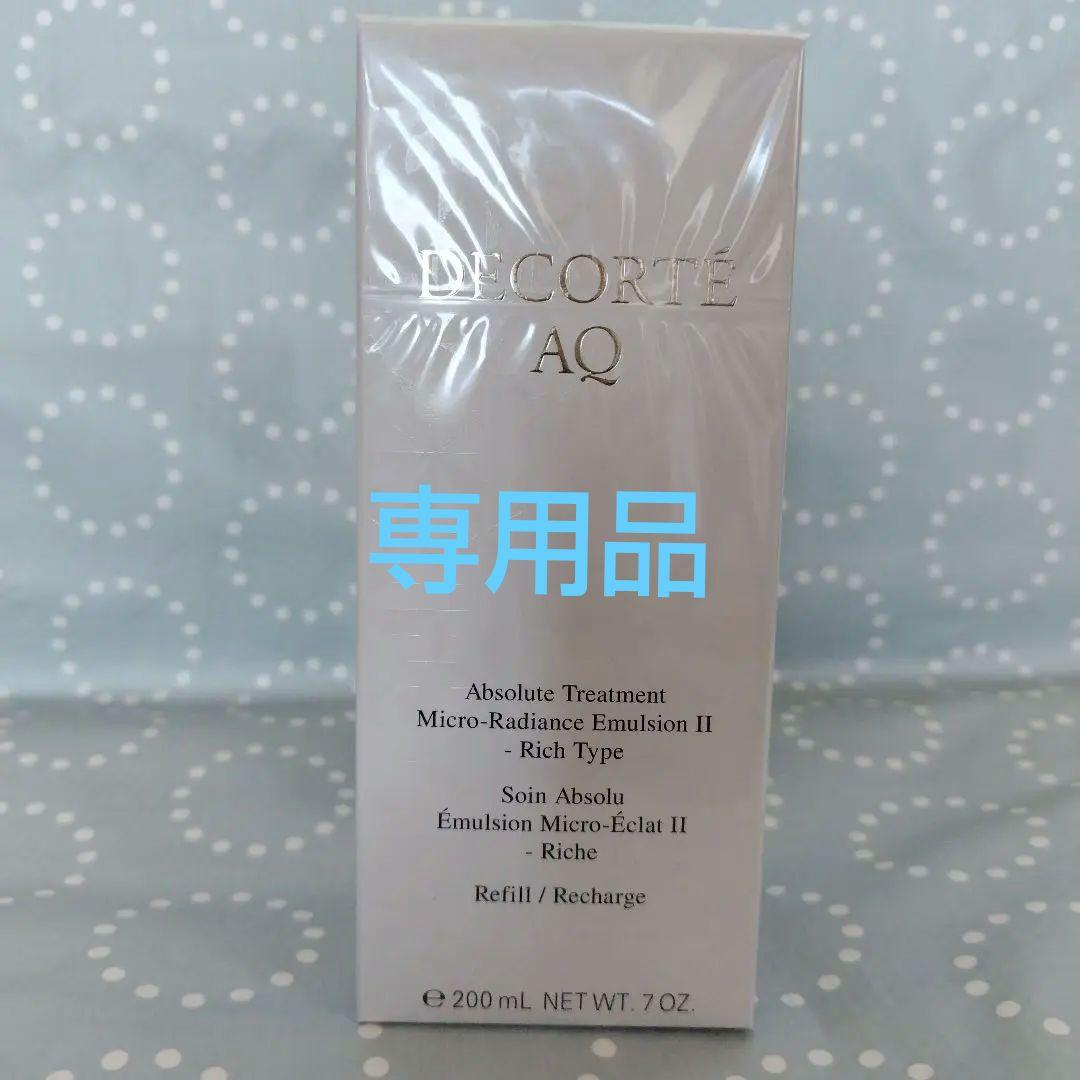 DECORTÉ
AQ
専用品
Absolute Treatment
Micro-Radiance Emulsion II
- Rich Type
Soin Absolu
Émulsion Micro-Éclat II
- Riche
Refill / Recharge
℮ 200 mL NET WT. 7 OZ.